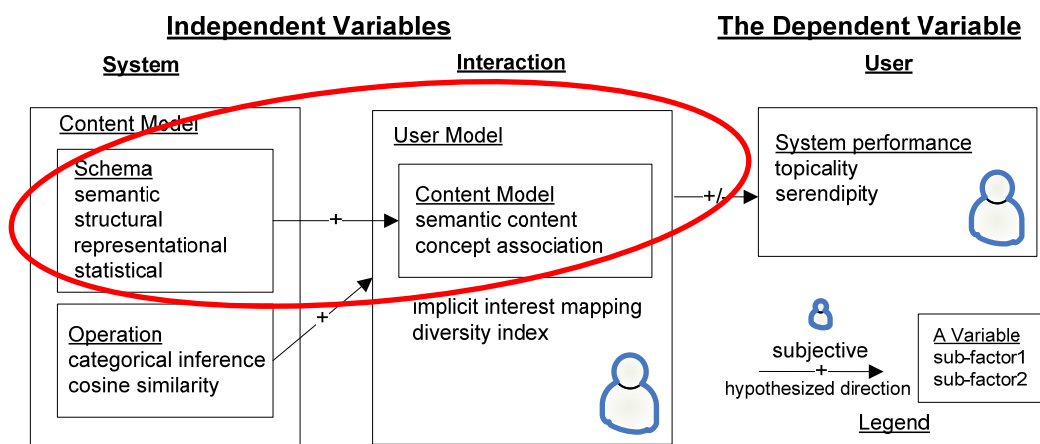 Independent Variables
The Dependent Variable
System
Interaction
User
Content Model
Schema
semantic
structural
representational
statistical
+
Operation
categorical inference
cosine similarity
+
User Model
Content Model
semantic content
concept association
implicit interest mapping
diversity index
+/-
System performance
topicality
serendipity
subjective
+
hypothesized direction
A Variable
sub-factor1
sub-factor2
Legend